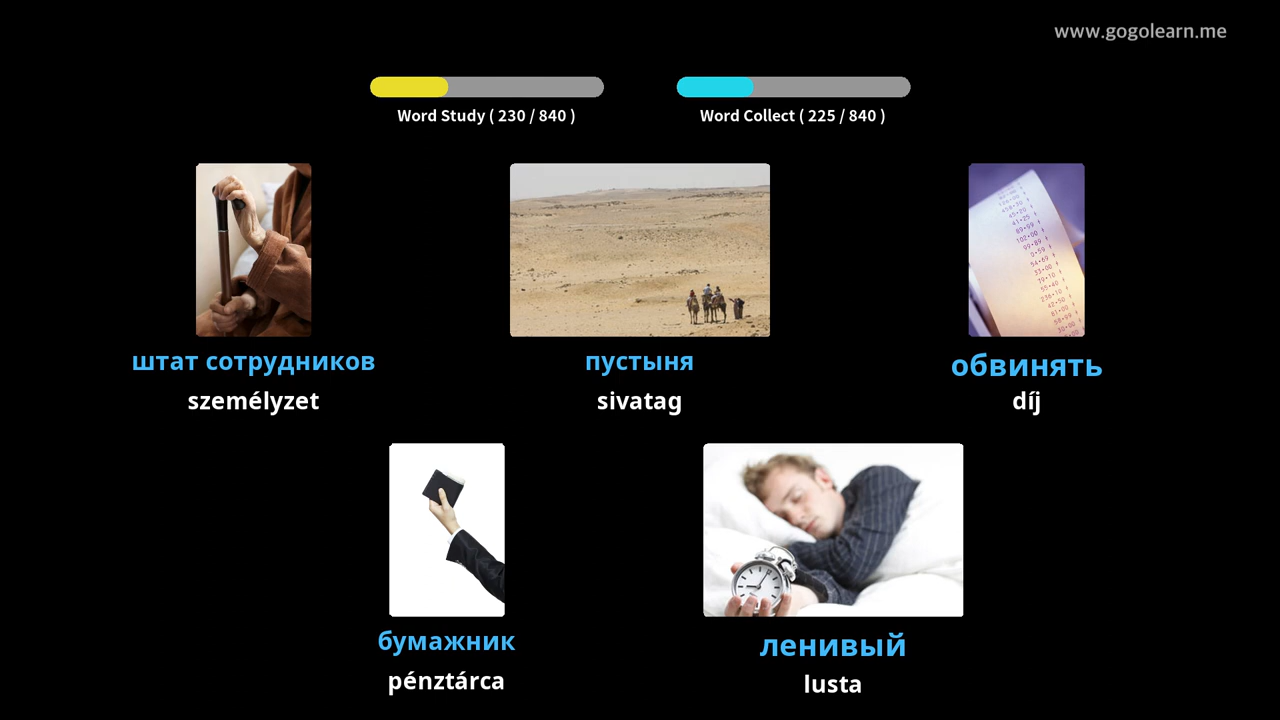 www.gogolearn.me
Word Study ( 230 / 840 )
Word Collect ( 225 / 840 )
штат сотрудников
személyzet
пустыня
sivatag
обвинять
díj
бумажник
pénztárca
ленивый
lusta